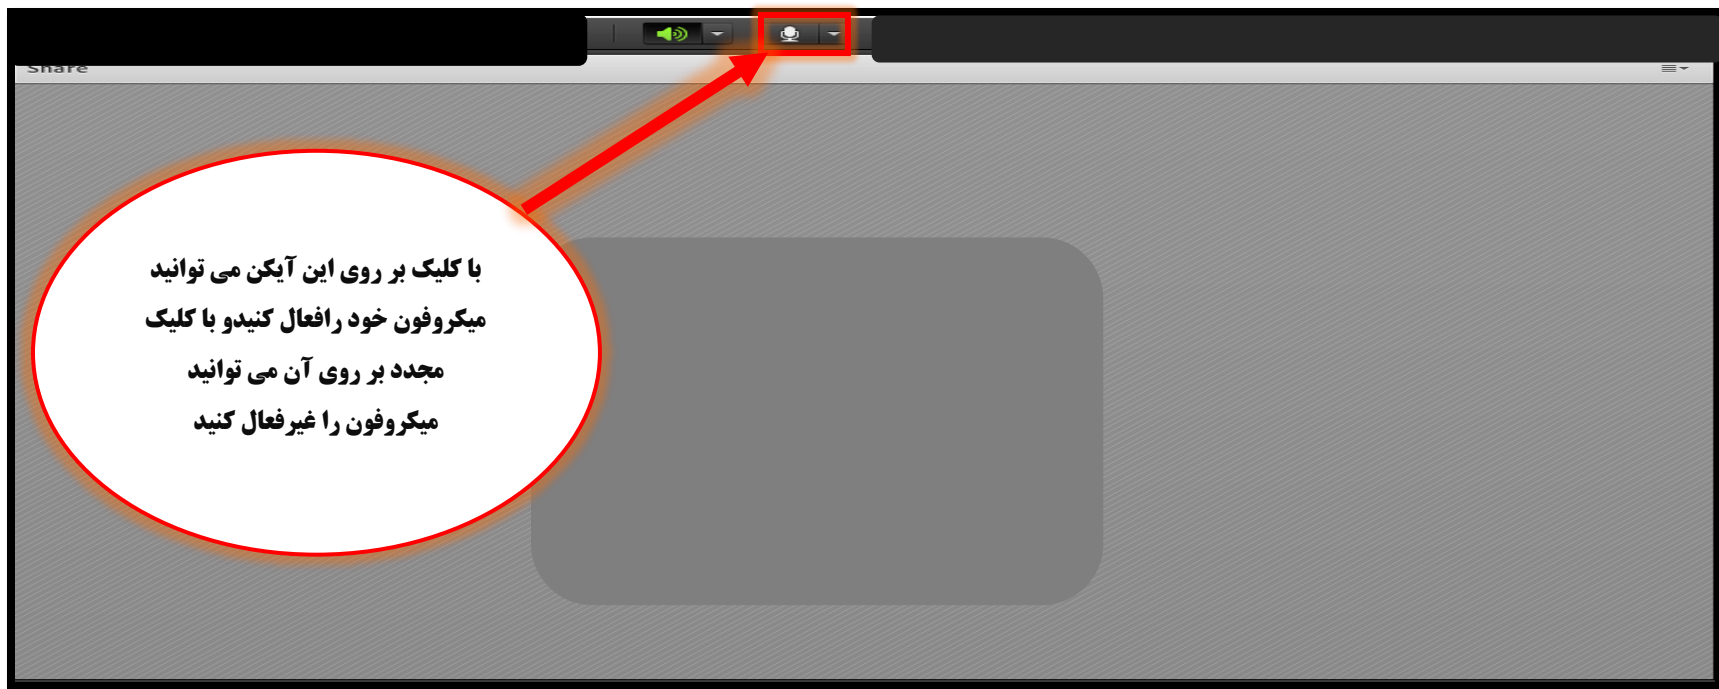 Share
با کلیک بر روی این آیکن می توانید
میکروفون خود رافعال کنیدو با کلیک
مجدد بر روی آن می توانید
میکروفون را غیرفعال کنید